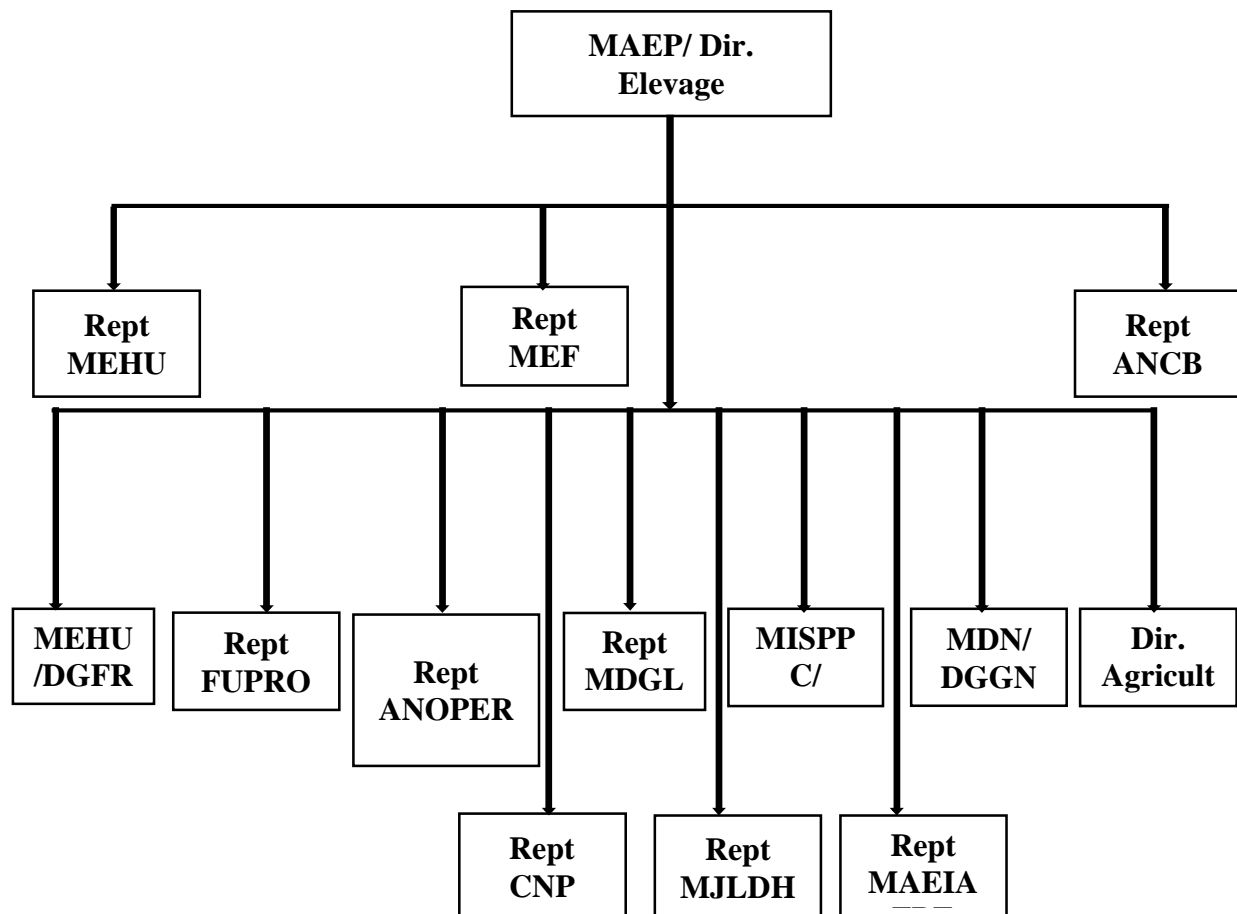 MAEP/ Dir.
Elevage
Rept
MEHU
Rept
MEF
Rept
ANCB
MEHU
/DGFR
Rept
FUPRO
Rept
ANOPER
Rept
MDGL
MISPP
C/
MDN/
DGGN
Dir.
Agricult
Rept
CNP
Rept
MJLDH
Rept
MAEIA